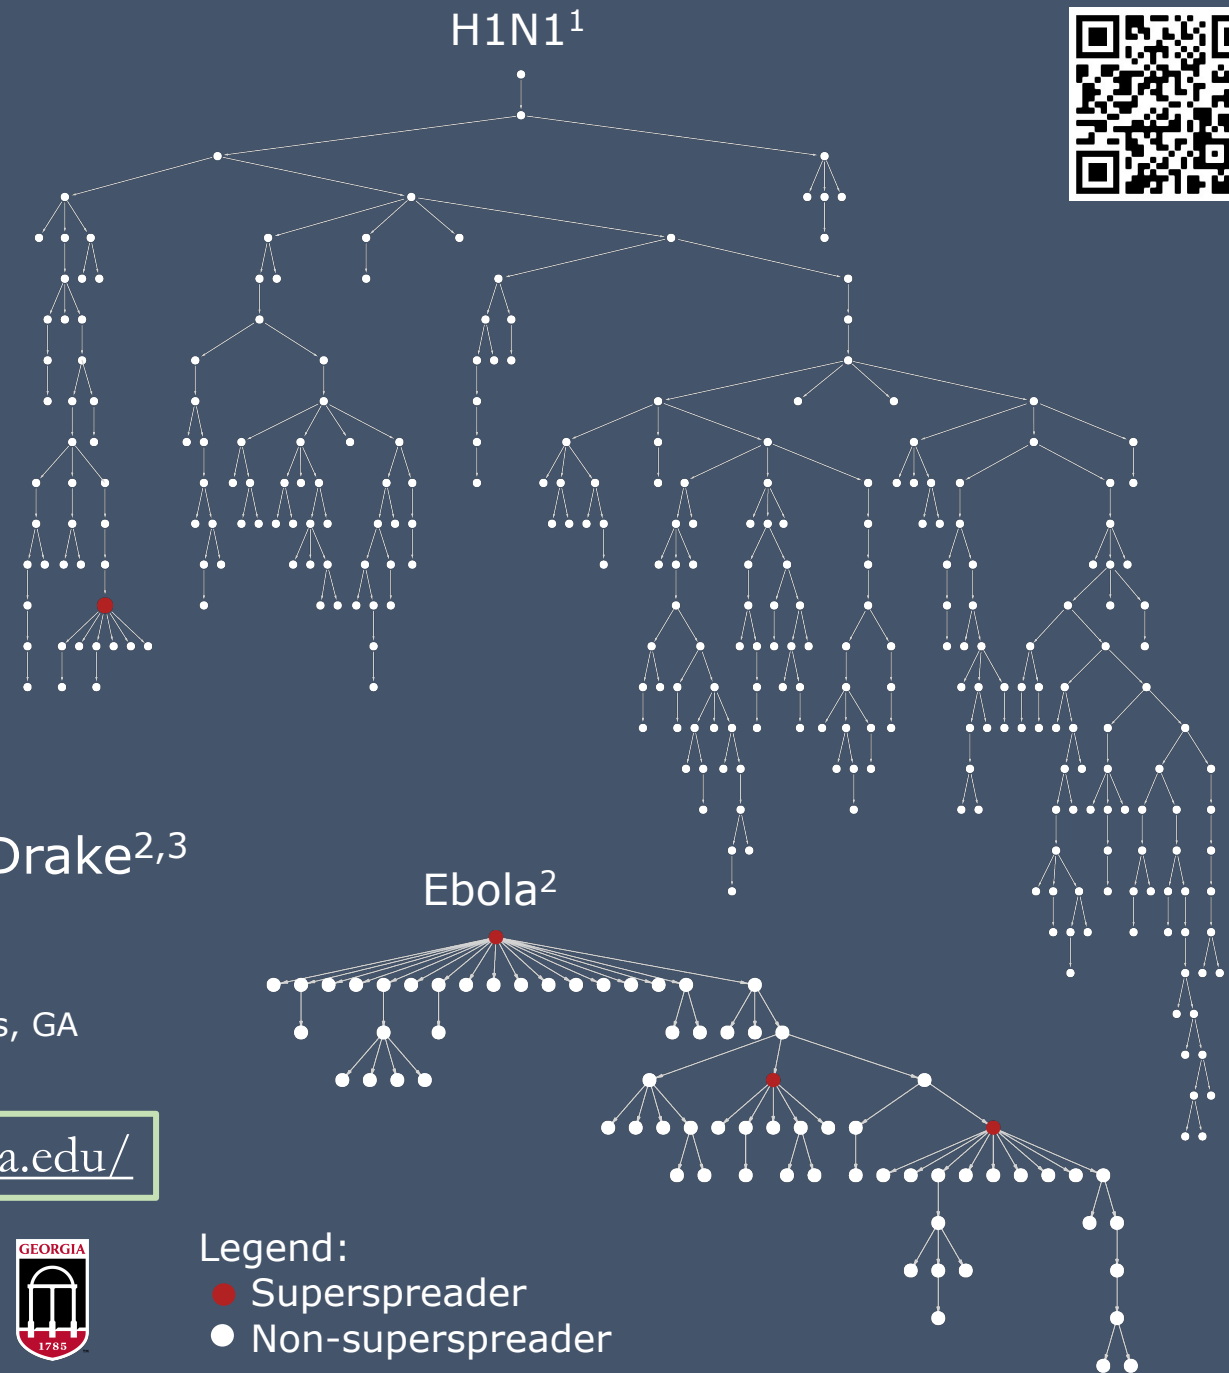 H1N1¹
Drake²,³
Ebola²
s, GA
a.edu/
GEORGIA
1785
Legend:
Superspreader
Non-superspreader